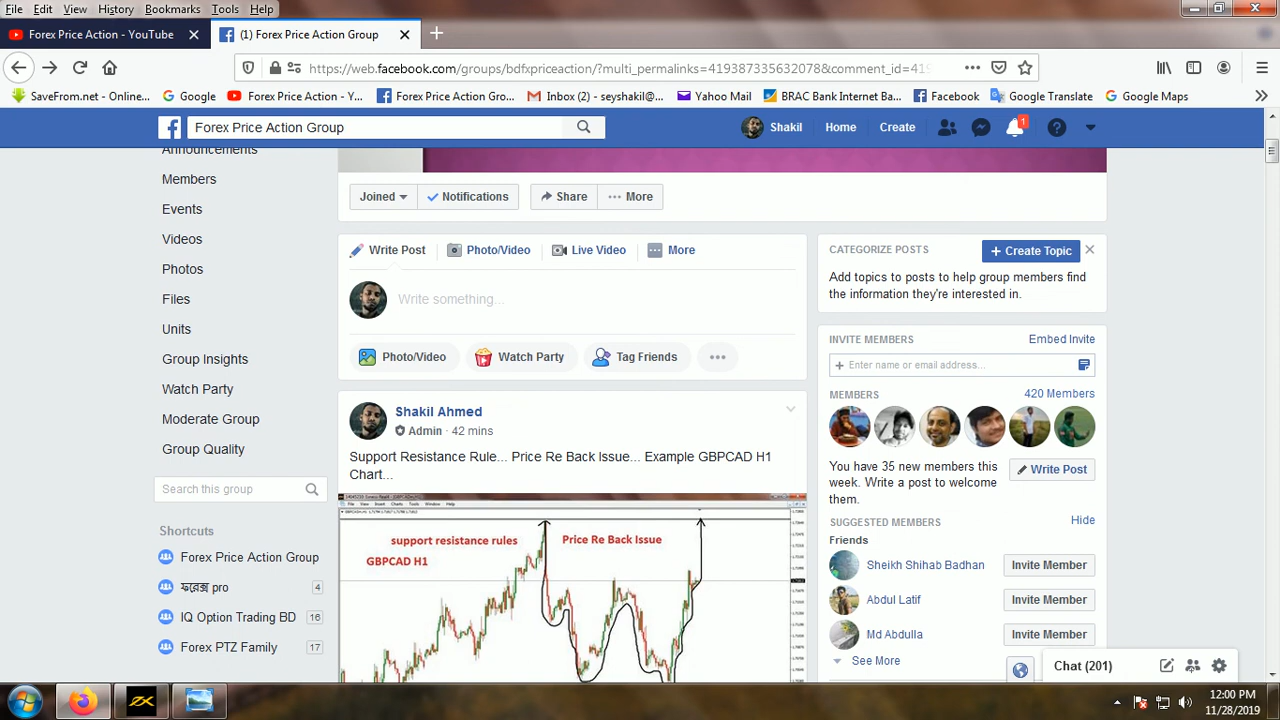 File Edit View History Bookmarks Tools Help
Forex Price Action - YouTube
(1) Forex Price Action Group
https://web.facebook.com/groups/bdfxpriceaction/?multi_permalinks=419387335632078&comment_id=419
SaveFrom.net - Online...
Google
Forex Price Action - Y...
Facebook Price Action Gro...
Inbox (2) - seyshakil@...
Yahoo Mail
BRAC Bank Internet Ba...
Facebook
Google Translate
Google Maps
Forex Price Action Group
Shakil
Home
Create
1
Announcements
Members
Events
Videos
Photos
Files
Units
Group Insights
Watch Party
Moderate Group
Group Quality
Search this group
Shortcuts
Forex Price Action Group
ফরেক্স pro 4
IQ Option Trading BD 16
Forex PTZ Family 17
Joined
Notifications
Share
More
Write Post
Photo/Video
Live Video
More
Write something...
Photo/Video
Watch Party
Tag Friends
Shakil Ahmed
Admin · 42 mins
Support Resistance Rule... Price Re Back Issue... Example GBPCAD H1
Chart...
support resistance rules
Price Re Back Issue
GBPCAD H1
CATEGORIZE POSTS
Create Topic
Add topics to posts to help group members find
the information they're interested in.
INVITE MEMBERS
Embed Invite
Enter name or email address...
MEMBERS
420 Members
You have 35 new members this
week. Write a post to welcome
them.
Write Post
SUGGESTED MEMBERS
Hide
Friends
Sheikh Shihab Badhan
Invite Member
Abdul Latif
Invite Member
Md Abdulla
Invite Member
See More
Chat (201)
12:00 PM
11/28/2019